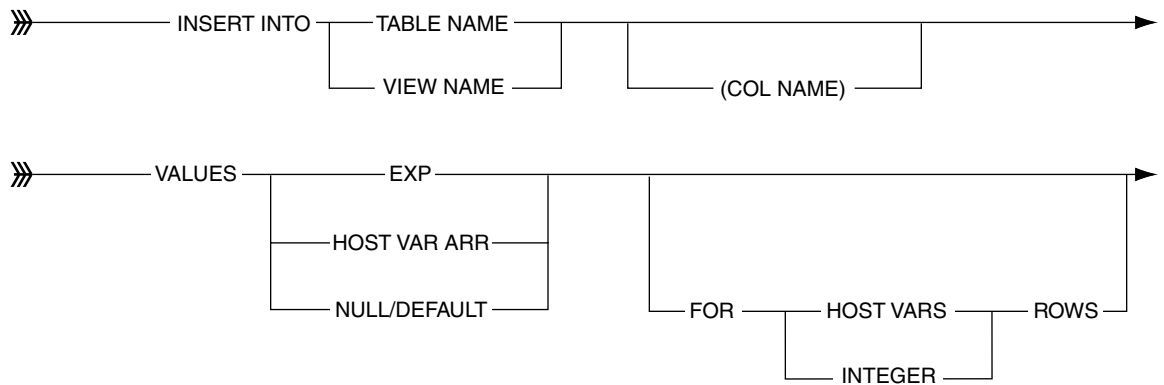 INSERT INTO TABLE NAME
VIEW NAME (COL NAME)
VALUES EXP
HOST VAR ARR
NULL/DEFAULT FOR HOST VARS ROWS
INTEGER